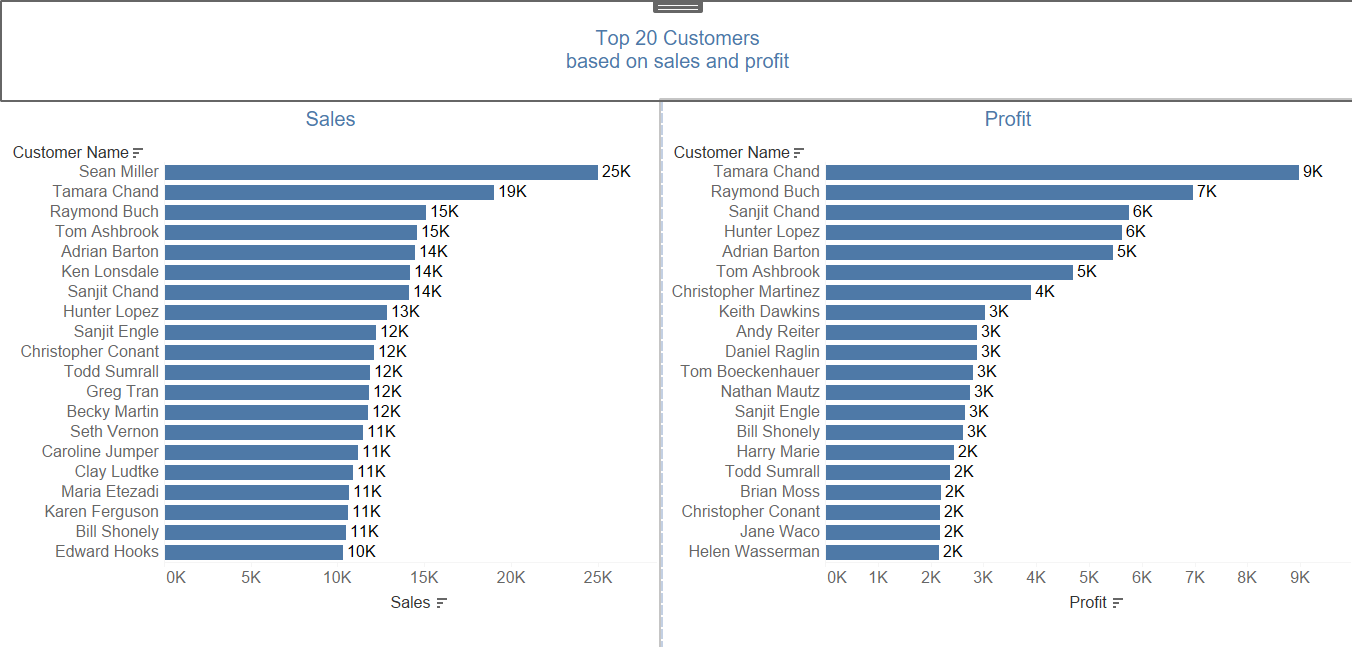 Top 20 Customers
based on sales and profit
Sales
Customer Name
Sean Miller 25K
Tamara Chand 19K
Raymond Buch 15K
Tom Ashbrook 15K
Adrian Barton 14K
Ken Lonsdale 14K
Sanjit Chand 14K
Hunter Lopez 13K
Sanjit Engle 12K
Christopher Conant 12K
Todd Sumrall 12K
Greg Tran 12K
Becky Martin 12K
Seth Vernon 11K
Caroline Jumper 11K
Clay Ludtke 11K
Maria Etezadi 11K
Karen Ferguson 11K
Bill Shonely 11K
Edward Hooks 10K
0K 5K 10K 15K 20K 25K
Sales
Profit
Customer Name
Tamara Chand 9K
Raymond Buch 7K
Sanjit Chand 6K
Hunter Lopez 6K
Adrian Barton 5K
Tom Ashbrook 5K
Christopher Martinez 4K
Keith Dawkins 3K
Andy Reiter 3K
Daniel Raglin 3K
Tom Boeckenhauer 3K
Nathan Mautz 3K
Sanjit Engle 3K
Bill Shonely 3K
Harry Marie 2K
Todd Sumrall 2K
Brian Moss 2K
Christopher Conant 2K
Jane Waco 2K
Helen Wasserman 2K
0K 1K 2K 3K 4K 5K 6K 7K 8K 9K
Profit